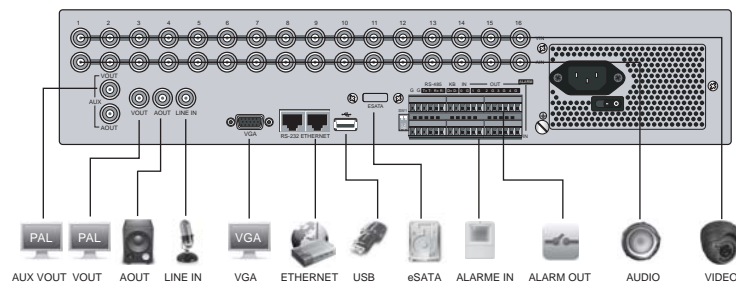 1 2 3 4 5 6 7 8 9 10 11 12 13 14 15 16
VOUT
AUX
AOUT
VOUT AOUT LINE IN
VGA
RS-232 ETHERNET
ESATA
RS-485 KB IN OUT
G G
PAL PAL VGA
AUX VOUT VOUT AOUT LINE IN VGA ETHERNET USB eSATA ALARME IN ALARM OUT AUDIO VIDEO